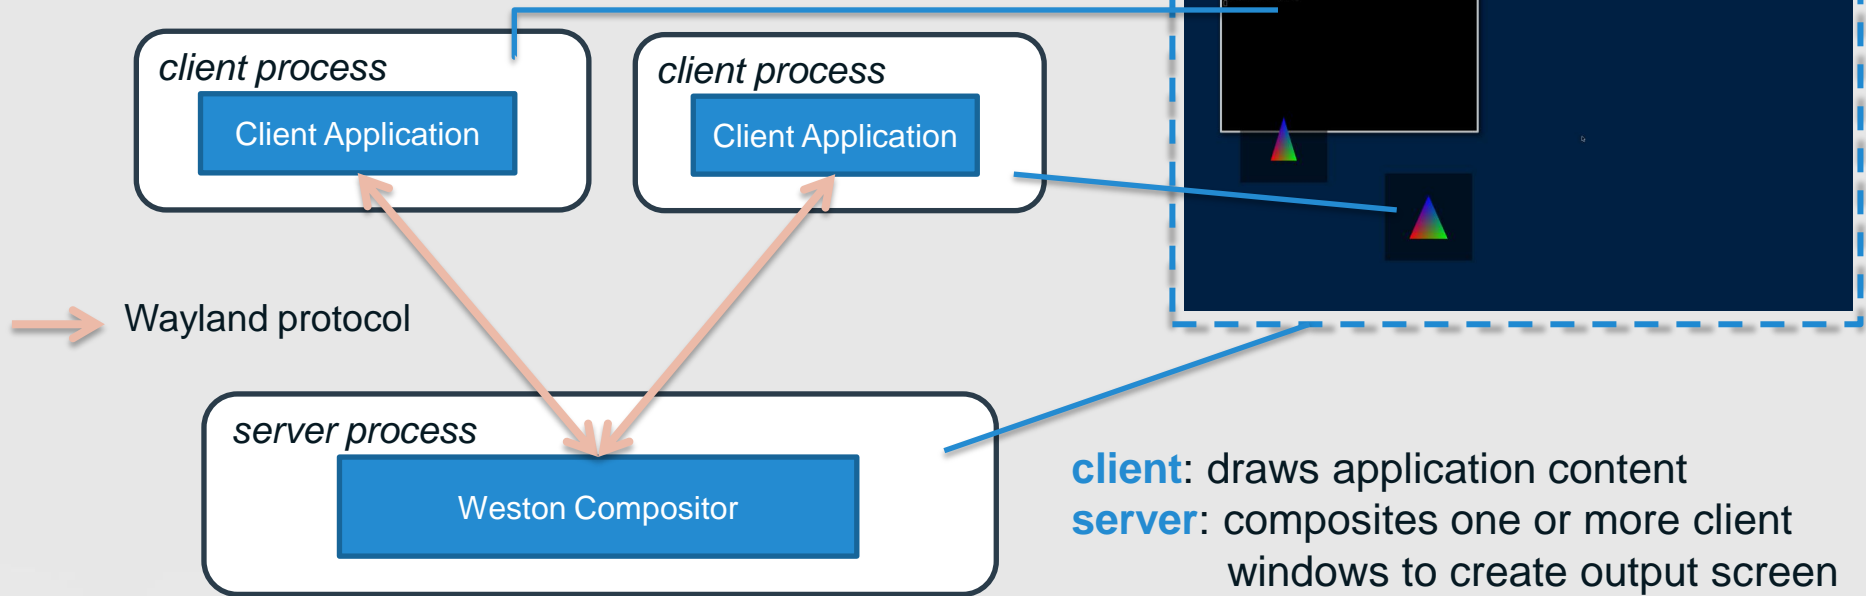 client process
Client Application
client process
Client Application
Wayland protocol
server process
Weston Compositor
client: draws application content
server: composites one or more client
windows to create output screen